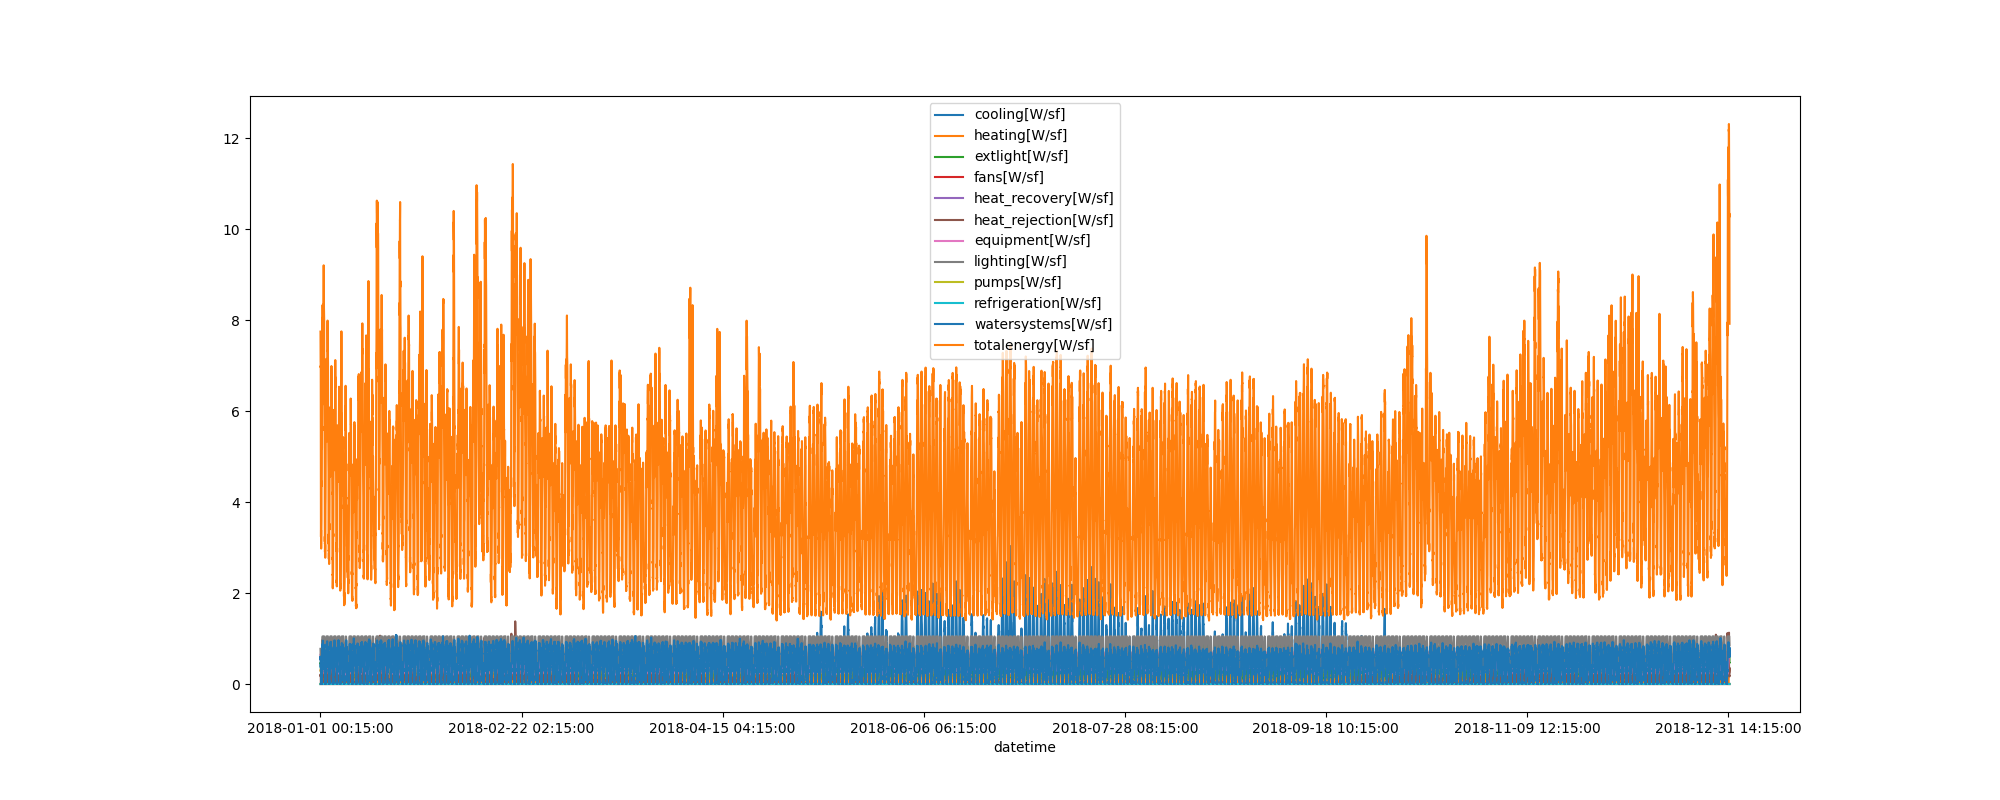 cooling[W/sf]
heating[W/sf]
extlight[W/sf]
fans[W/sf]
heat_recovery[W/sf]
heat_rejection[W/sf]
equipment[W/sf]
lighting[W/sf]
pumps[W/sf]
refrigeration[W/sf]
watersystems[W/sf]
totalenergy[W/sf]
12
10
8
6
4
2
0
2018-01-01 00:15:00 2018-02-22 02:15:00 2018-04-15 04:15:00 2018-06-06 06:15:00 2018-07-28 08:15:00 2018-09-18 10:15:00 2018-11-09 12:15:00 2018-12-31 14:15:00
datetime